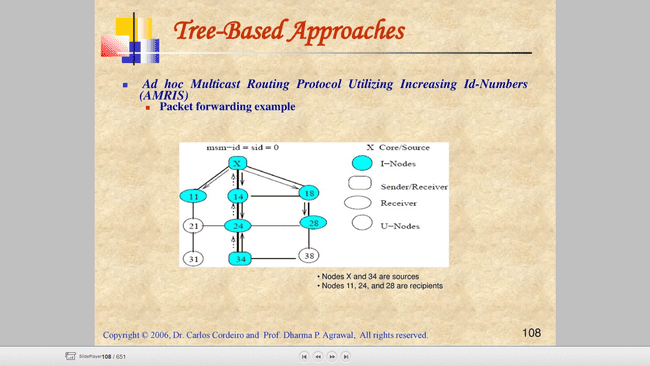 Tree-Based Approaches
Ad hoc Multicast Routing Protocol Utilizing Increasing Id-Numbers
(AMRIS)
Packet forwarding example
msm-id = sid = 0
X Core/Source
X
I-Nodes
11
14
18
Sender/Receiver
Receiver
21
24
28
U-Nodes
31
34
38
• Nodes X and 34 are sources
• Nodes 11, 24, and 28 are recipients
Copyright © 2006, Dr. Carlos Cordeiro and Prof. Dharma P. Agrawal, All rights reserved.
108
SlidePlayer 108 / 651